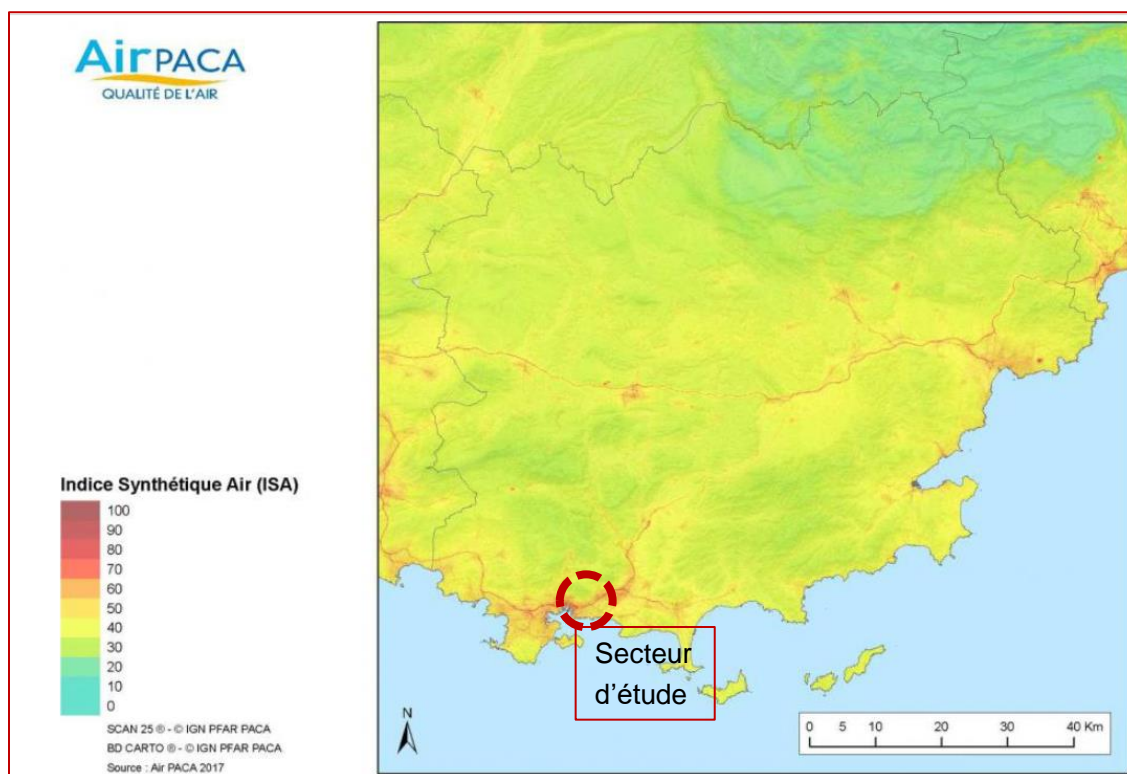 AirPACA
QUALITÉ DE L'AIR
Indice Synthétique Air (ISA)
100
90
80
70
60
50
40
30
20
10
0
SCAN 25 ® - © IGN PFAR PACA
BD CARTO ® - © IGN PFAR PACA
Source : Air PACA 2017
Secteur
d'étude
N
0 5 10 20 30 40 Km